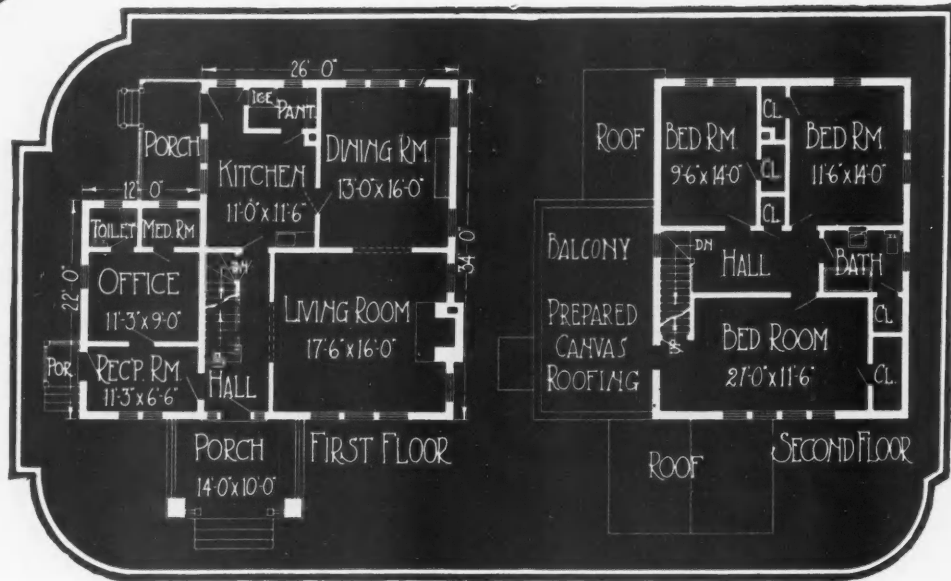 26'-0"
ICE
PANT.
PORCH
KITCHEN
11'-0"x11'-6"
DINING RM.
13'-0"x16'-0"
12'-0"
TOILET
MED. RM
OFFICE
11'-3"x9'-0"
22'-0"
34'-0"
LIVING ROOM
17'-6"x16'-0"
POR.
REC'P. RM
11'-3"x6'-6"
HALL
PORCH
14'-0"x10'-0"
FIRST FLOOR
ROOF
BED RM.
9'-6"x14'-0"
CL.
CL.
CL.
BED RM.
11'-6"x14'-0"
BALCONY
PREPARED
CANVAS
ROOFING
DN
HALL
BATH
CL.
BED ROOM
21'-0"x11'-6"
CL.
ROOF
SECOND FLOOR